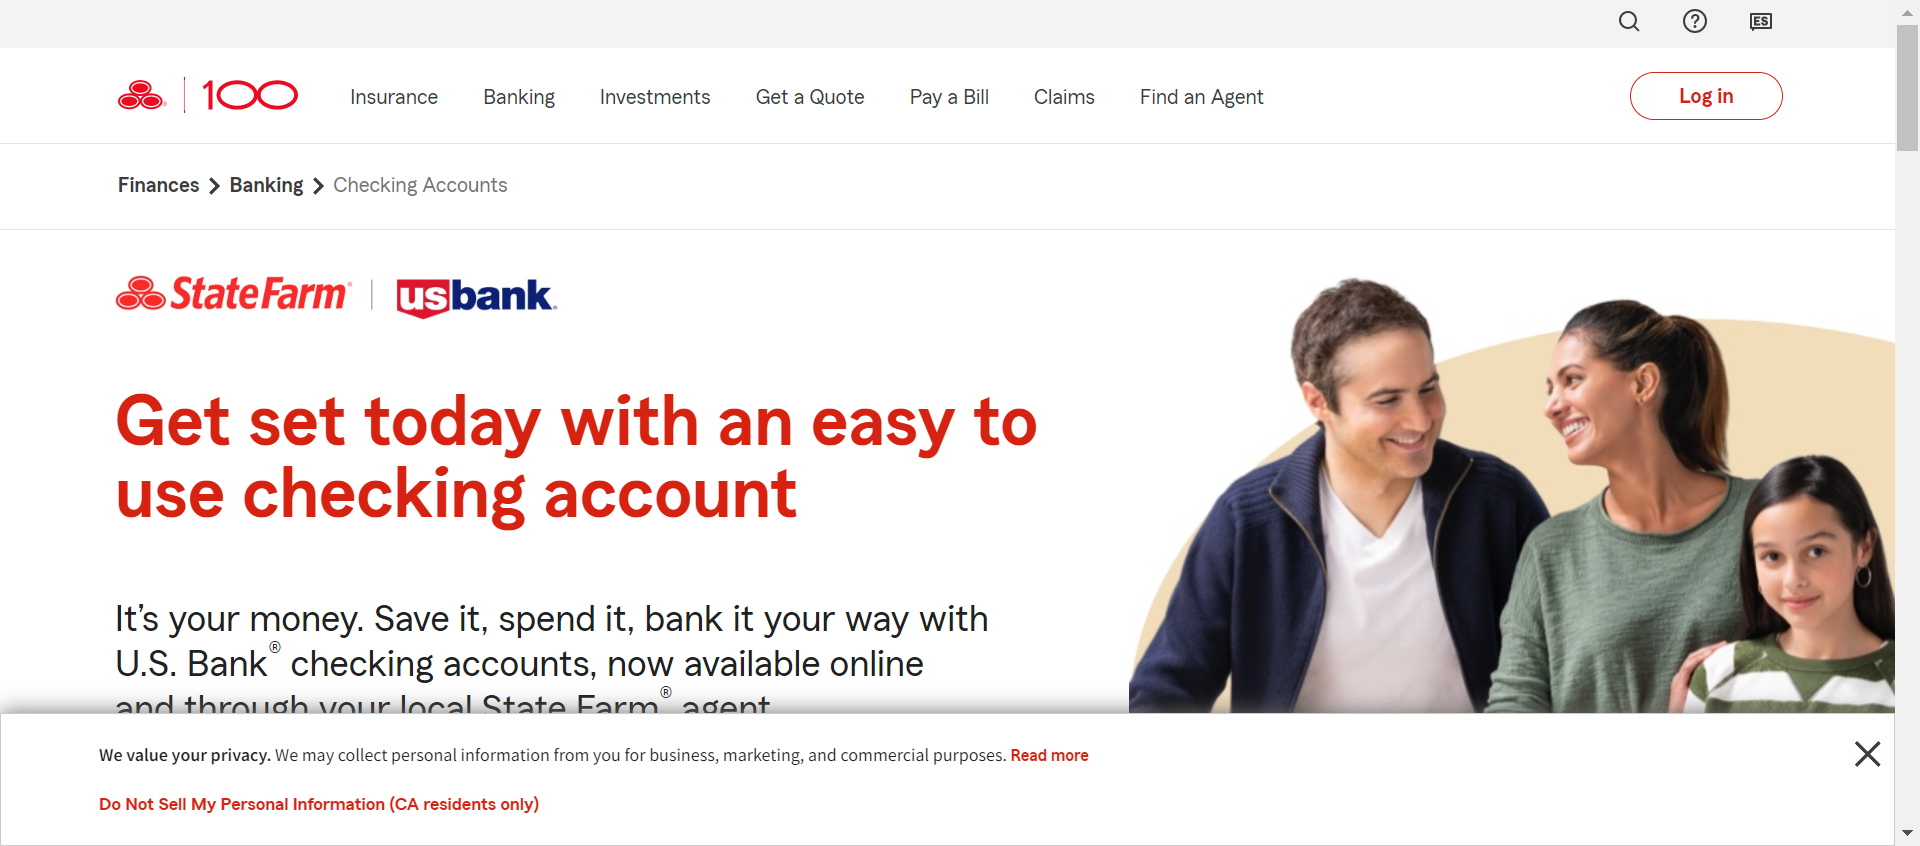 ES
100
Insurance Banking Investments Get a Quote Pay a Bill Claims Find an Agent
Log in
Finances Banking Checking Accounts
State Farm® usbank®
Get set today with an easy to
use checking account
It’s your money. Save it, spend it, bank it your way with
U.S. Bank® checking accounts, now available online
and through your local State Farm® agent
We value your privacy. We may collect personal information from you for business, marketing, and commercial purposes. Read more
Do Not Sell My Personal Information (CA residents only)